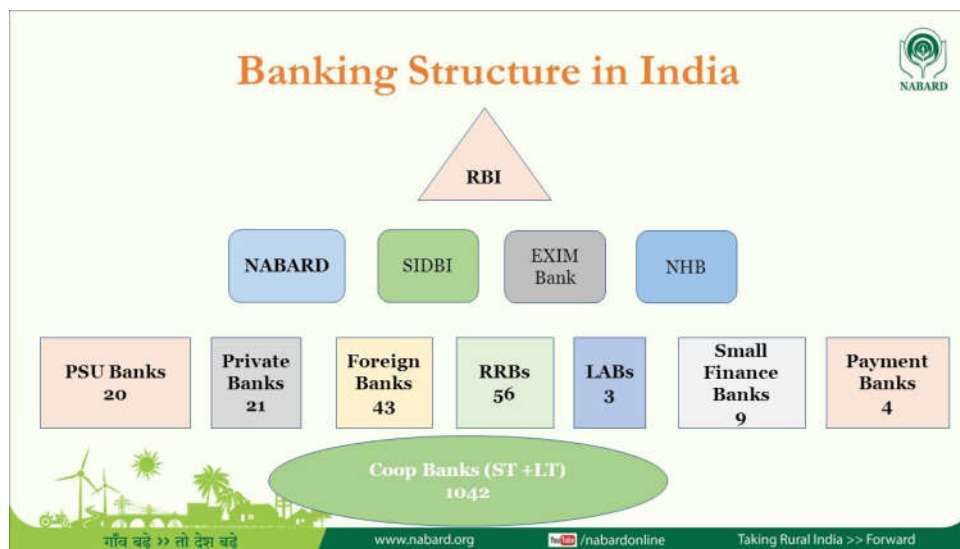 Banking Structure in India
NABARD
RBI
NABARD
SIDBI
EXIM
Bank
NHB
PSU Banks
20
Private
Banks
21
Foreign
Banks
43
RRBs
56
LABs
3
Small
Finance
Banks
9
Payment
Banks
4
Coop Banks (ST +LT)
1042
गाँव बढ़े >> तो देश बढ़े
www.nabard.org
YouTube /nabardonline
Taking Rural India >> Forward